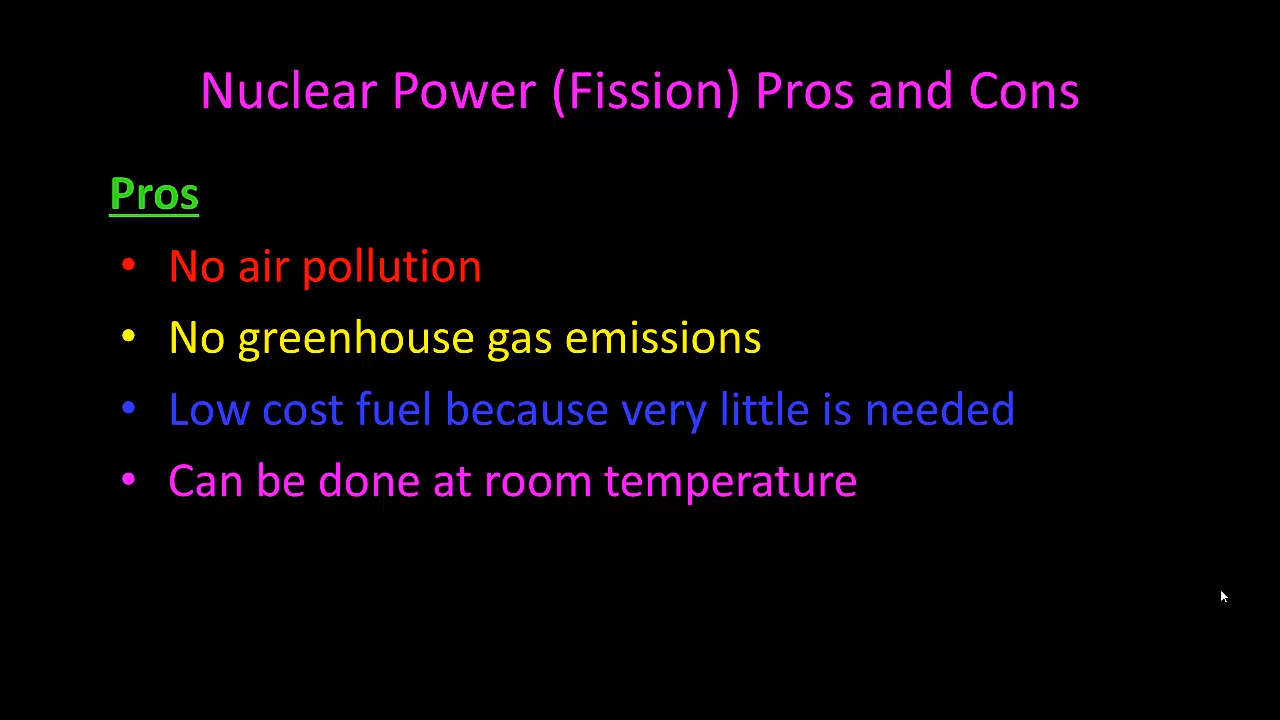 Nuclear Power (Fission) Pros and Cons
Pros
• No air pollution
• No greenhouse gas emissions
• Low cost fuel because very little is needed
• Can be done at room temperature